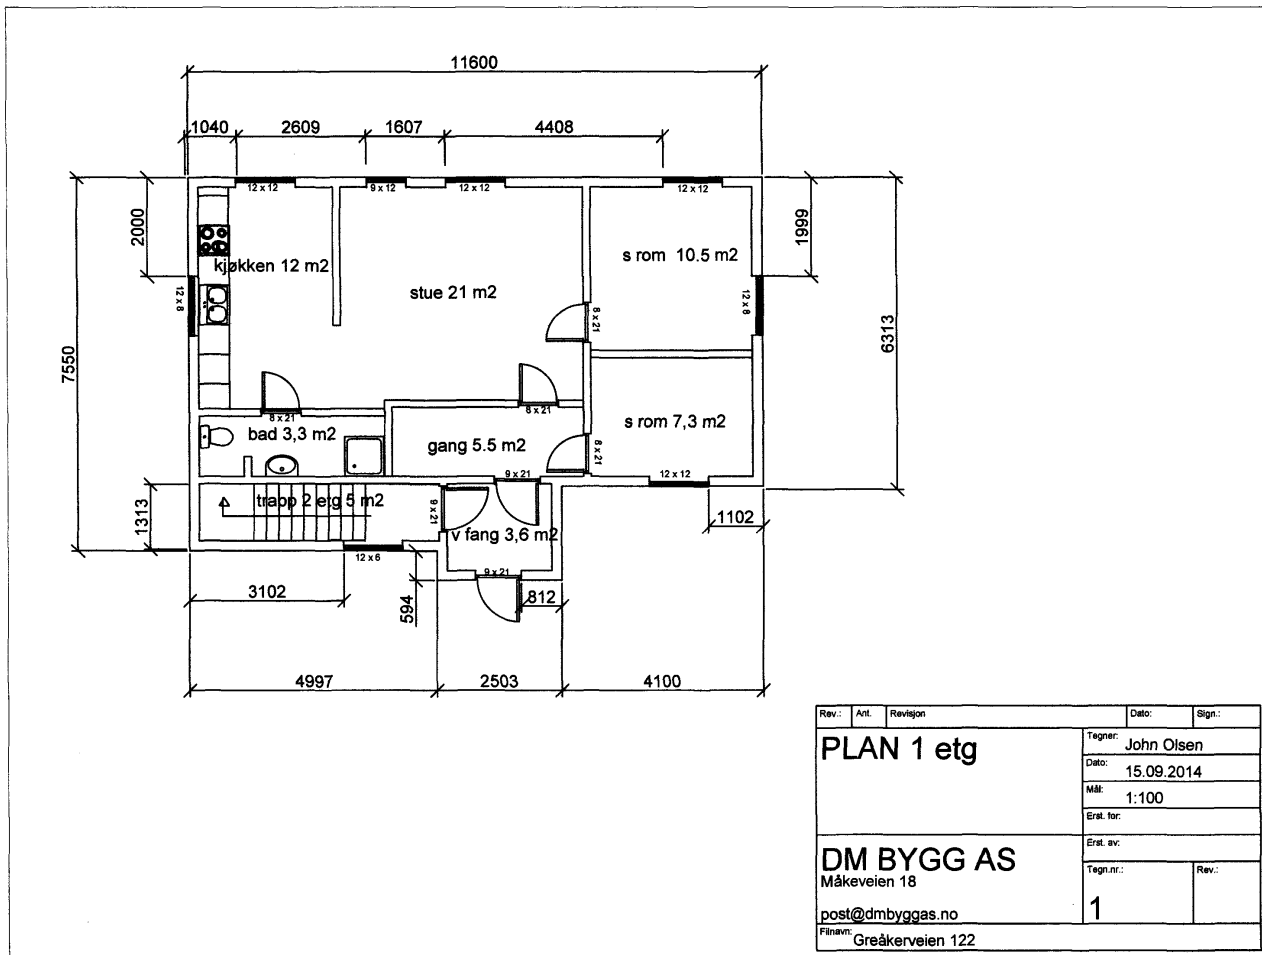 11600
1040 2609 1607 4408
12 x 12 9 x 12 12 x 12 12 x 12
2000
1999
7550
6313
kjøkken 12 m2
stue 21 m2
s rom 10.5 m2
12 x 8
12 x 8
8 x 21
8 x 21
8 x 21
bad 3,3 m2
gang 5.5 m2
s rom 7,3 m2
8 x 21
9 x 21
12 x 12
1313
trapp 2 etg 5 m2
9 x 21
v fang 3,6 m2
1102
12 x 6
9 x 21
3102
594
812
4997 2503 4100
Rev.: Ant. Revisjon Dato: Sign.:
PLAN 1 etg
Tegner: John Olsen
Dato: 15.09.2014
Mål: 1:100
Erst. for:
Erst. av:
DM BYGG AS
Måkeveien 18
post@dmbyggas.no
Tegn.nr.: Rev.:
1
Filnavn: Greåkerveien 122